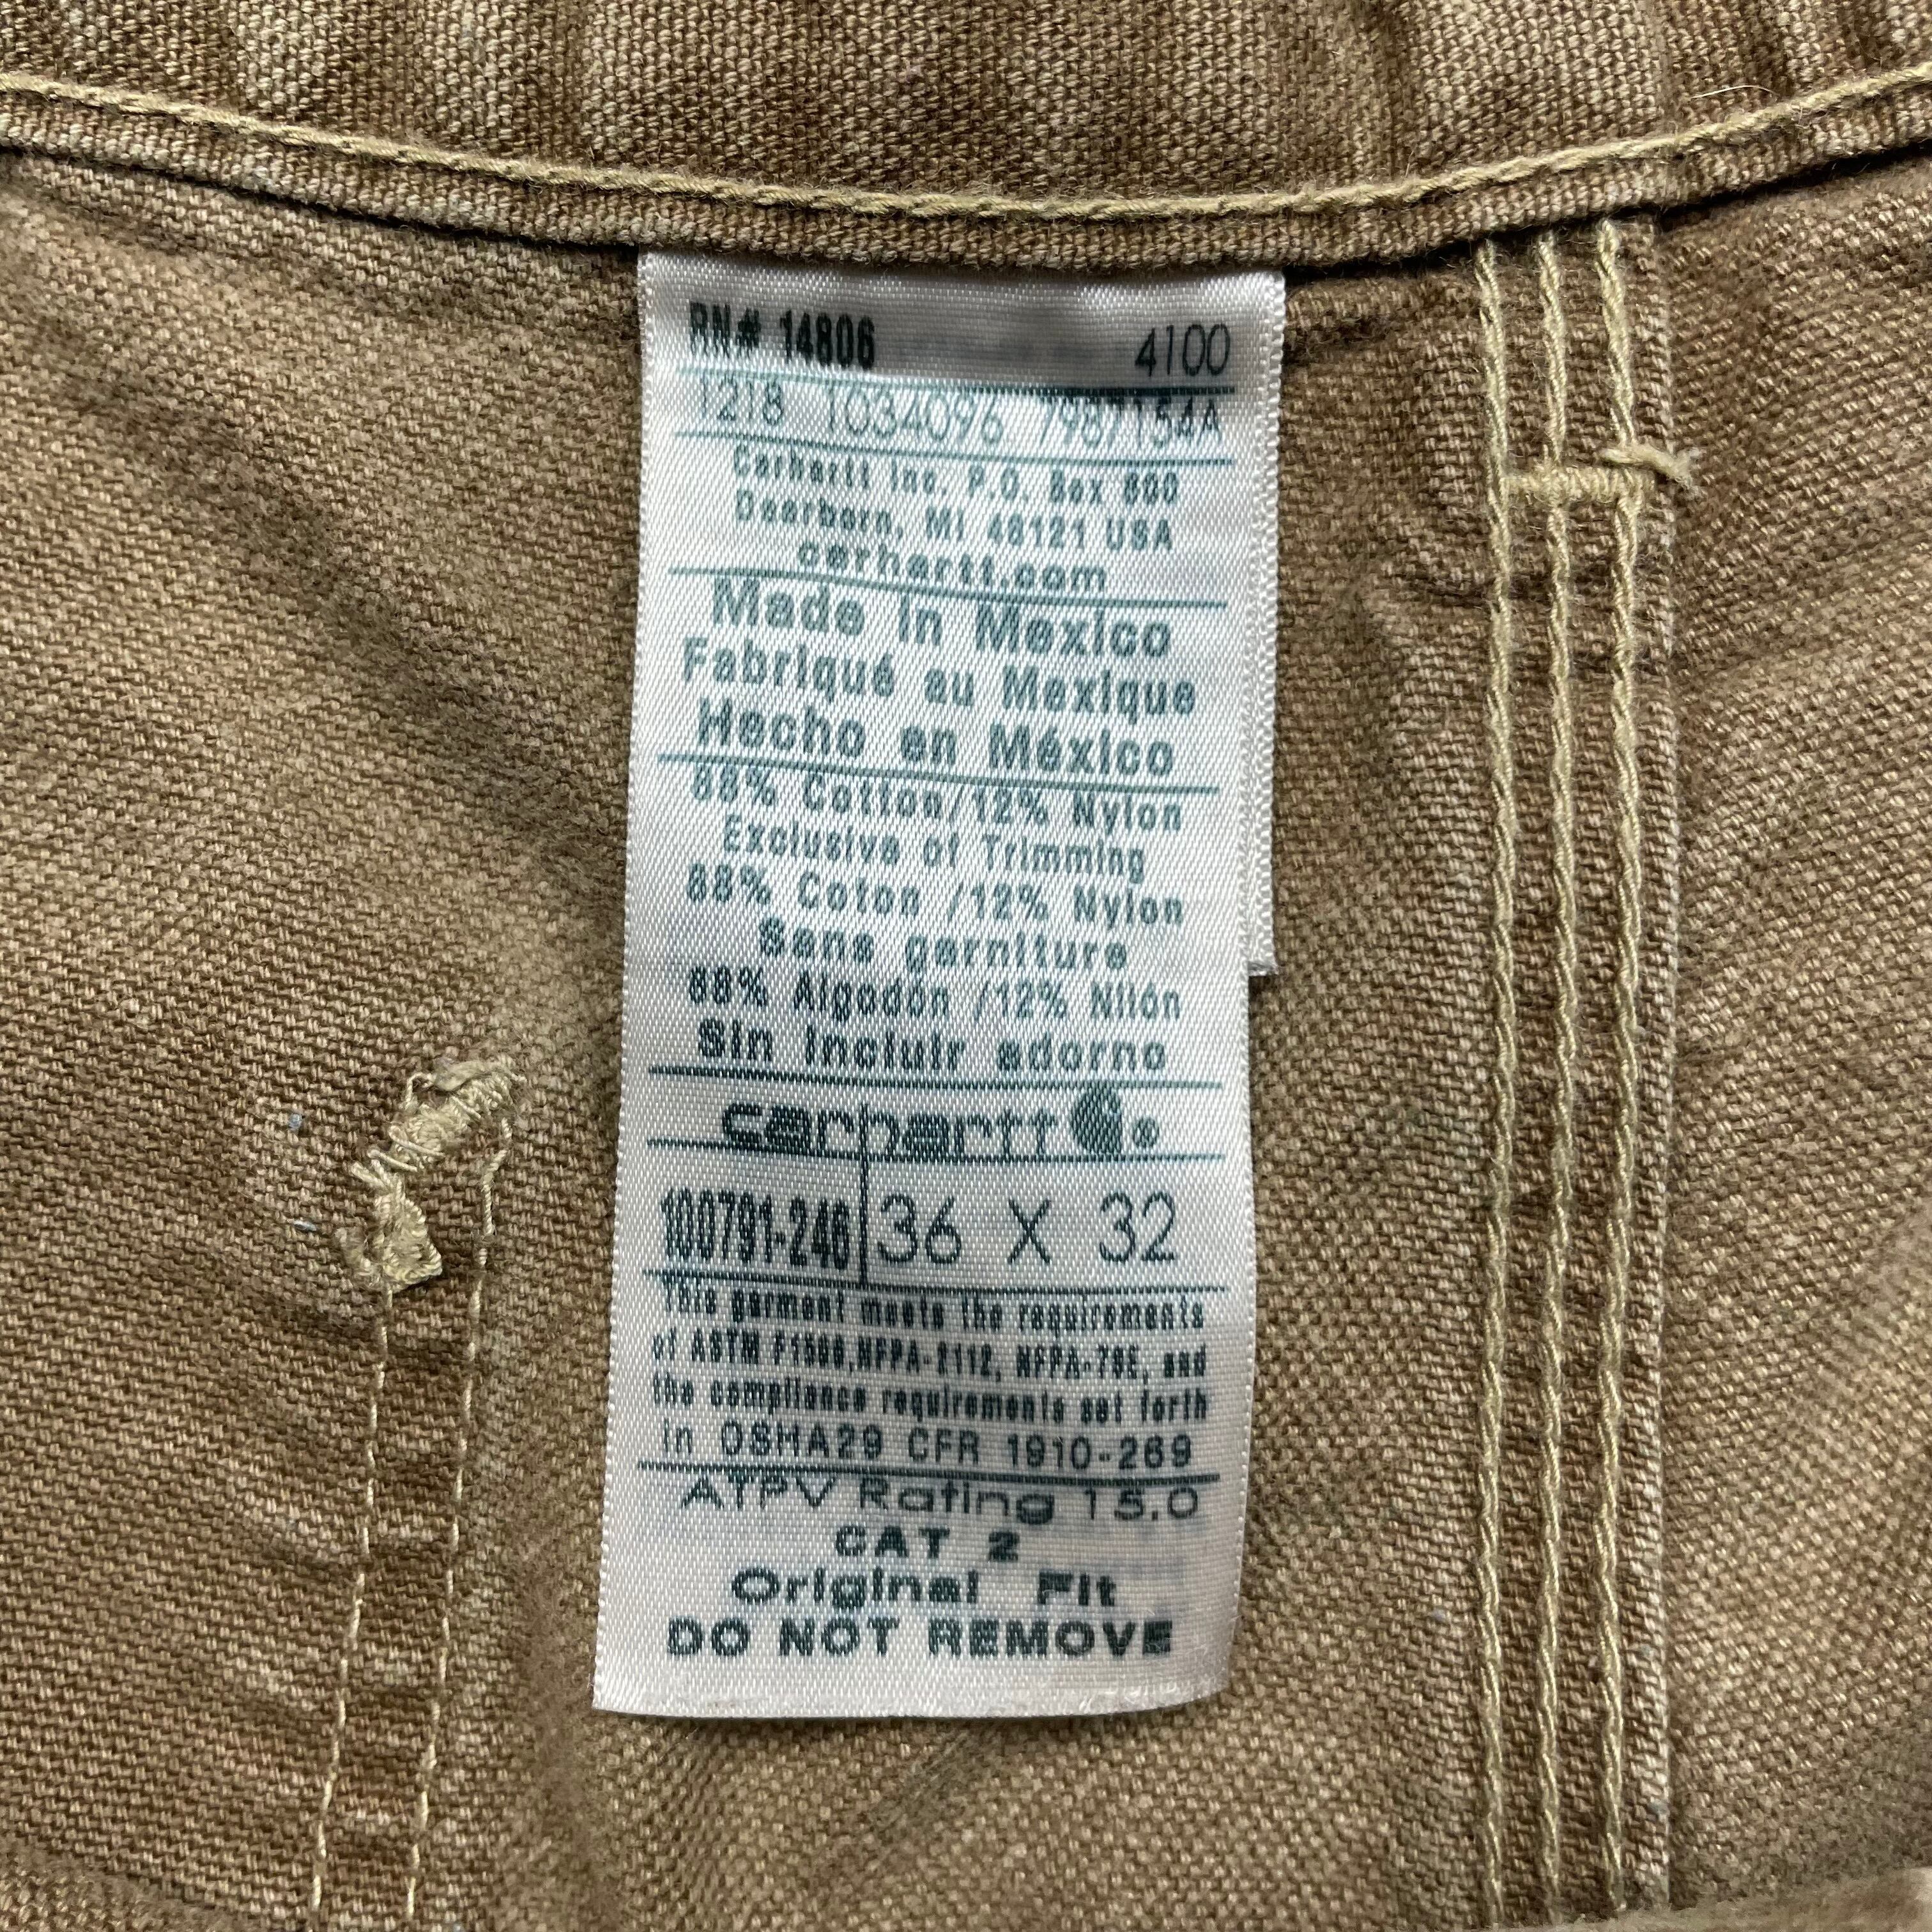 RN# 14806 4100
1218 1034096 7987154A
Carhartt Inc. P.O. Box 600
Dearborn, MI 48121 USA
carhartt.com
Made in Mexico
Fabriqué au Mexique
Hecho en México
88% Cotton/12% Nylon
Exclusive of Trimming
88% Coton /12% Nylon
Sans garniture
88% Algodón /12% Nilón
Sin incluir adorno
carhartt
100791-246 36 X 32
This garment meets the requirements
of ASTM F1506,NFPA-2112, NFPA-70E, and
the compliance requirements set forth
in OSHA29 CFR 1910-269
ATPV Rating 15.0
CAT 2
Original Fit
DO NOT REMOVE